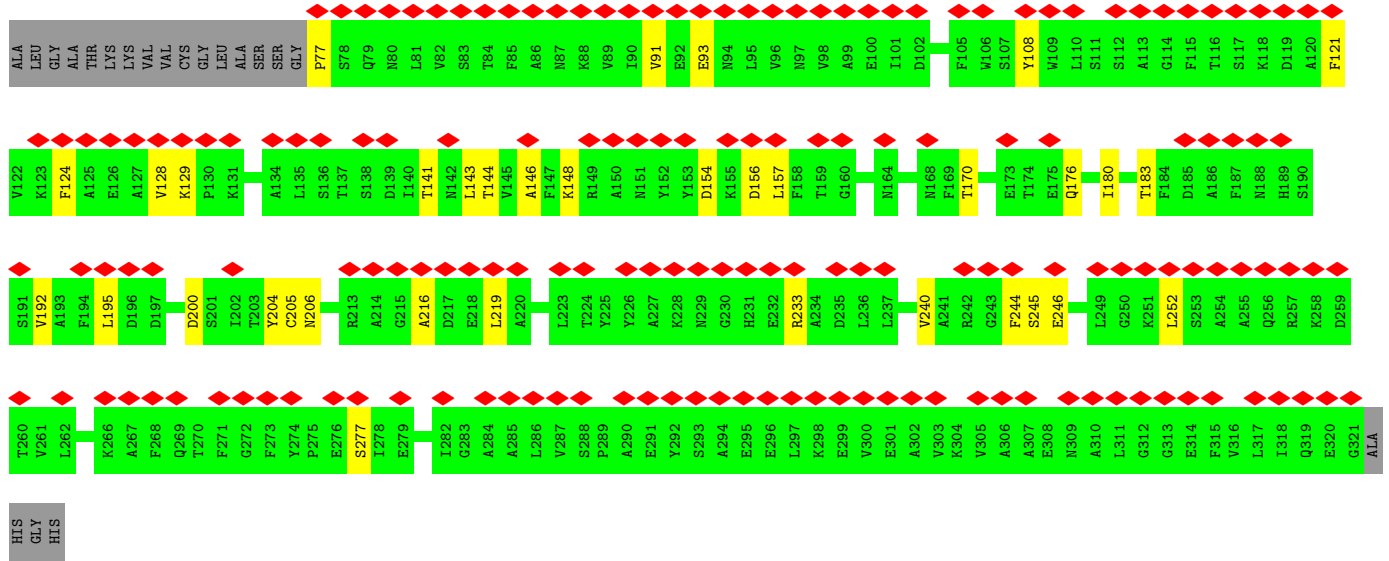 ALA LEU GLY ALA THR LYS LYS VAL VAL CYS GLY LEU ALA SER SER GLY P77 S78 Q79 N80 L81 V82 S83 T84 F85 A86 N87 K88 V89 I90 V91 E92 E93 N94 L95 V96 N97 V98 A99 E100 I101 D102 F105 W106 S107 Y108 W109 L110 S111 S112 A113 G114 F115 T116 S117 K118 D119 A120 F121
V122 K123 F124 A125 E126 A127 V128 K129 P130 K131 A134 L135 S136 T137 S138 D139 I140 T141 N142 L143 T144 V145 A146 F147 K148 R149 A150 N151 Y152 Y153 D154 K155 D156 L157 F158 T159 G160 N164 N168 F169 T170 E173 T174 E175 Q176 I180 T183 F184 D185 A186 F187 N188 H189 S190
S191 V192 A193 F194 L195 D196 D197 D200 S201 I202 T203 Y204 C205 N206 R213 A214 G215 A216 D217 E218 L219 A220 L223 T224 Y225 Y226 A227 K228 N229 G230 H231 E232 R233 A234 D235 L236 L237 V240 A241 R242 G243 F244 S245 E246 L249 G250 K251 L252 S253 A254 A255 Q256 R257 K258 D259
T260 V261 L262 K266 A267 F268 Q269 T270 F271 G272 F273 Y274 P275 E276 S277 I278 E279 I282 G283 A284 A285 L286 V287 S288 P289 A290 E291 Y292 S293 A294 E295 E296 L297 K298 E299 V300 E301 A302 V303 K304 V305 A306 A307 E308 N309 A310 L311 G312 G313 E314 F315 V316 L317 I318 Q319 E320 G321 ALA
HIS GLY HIS